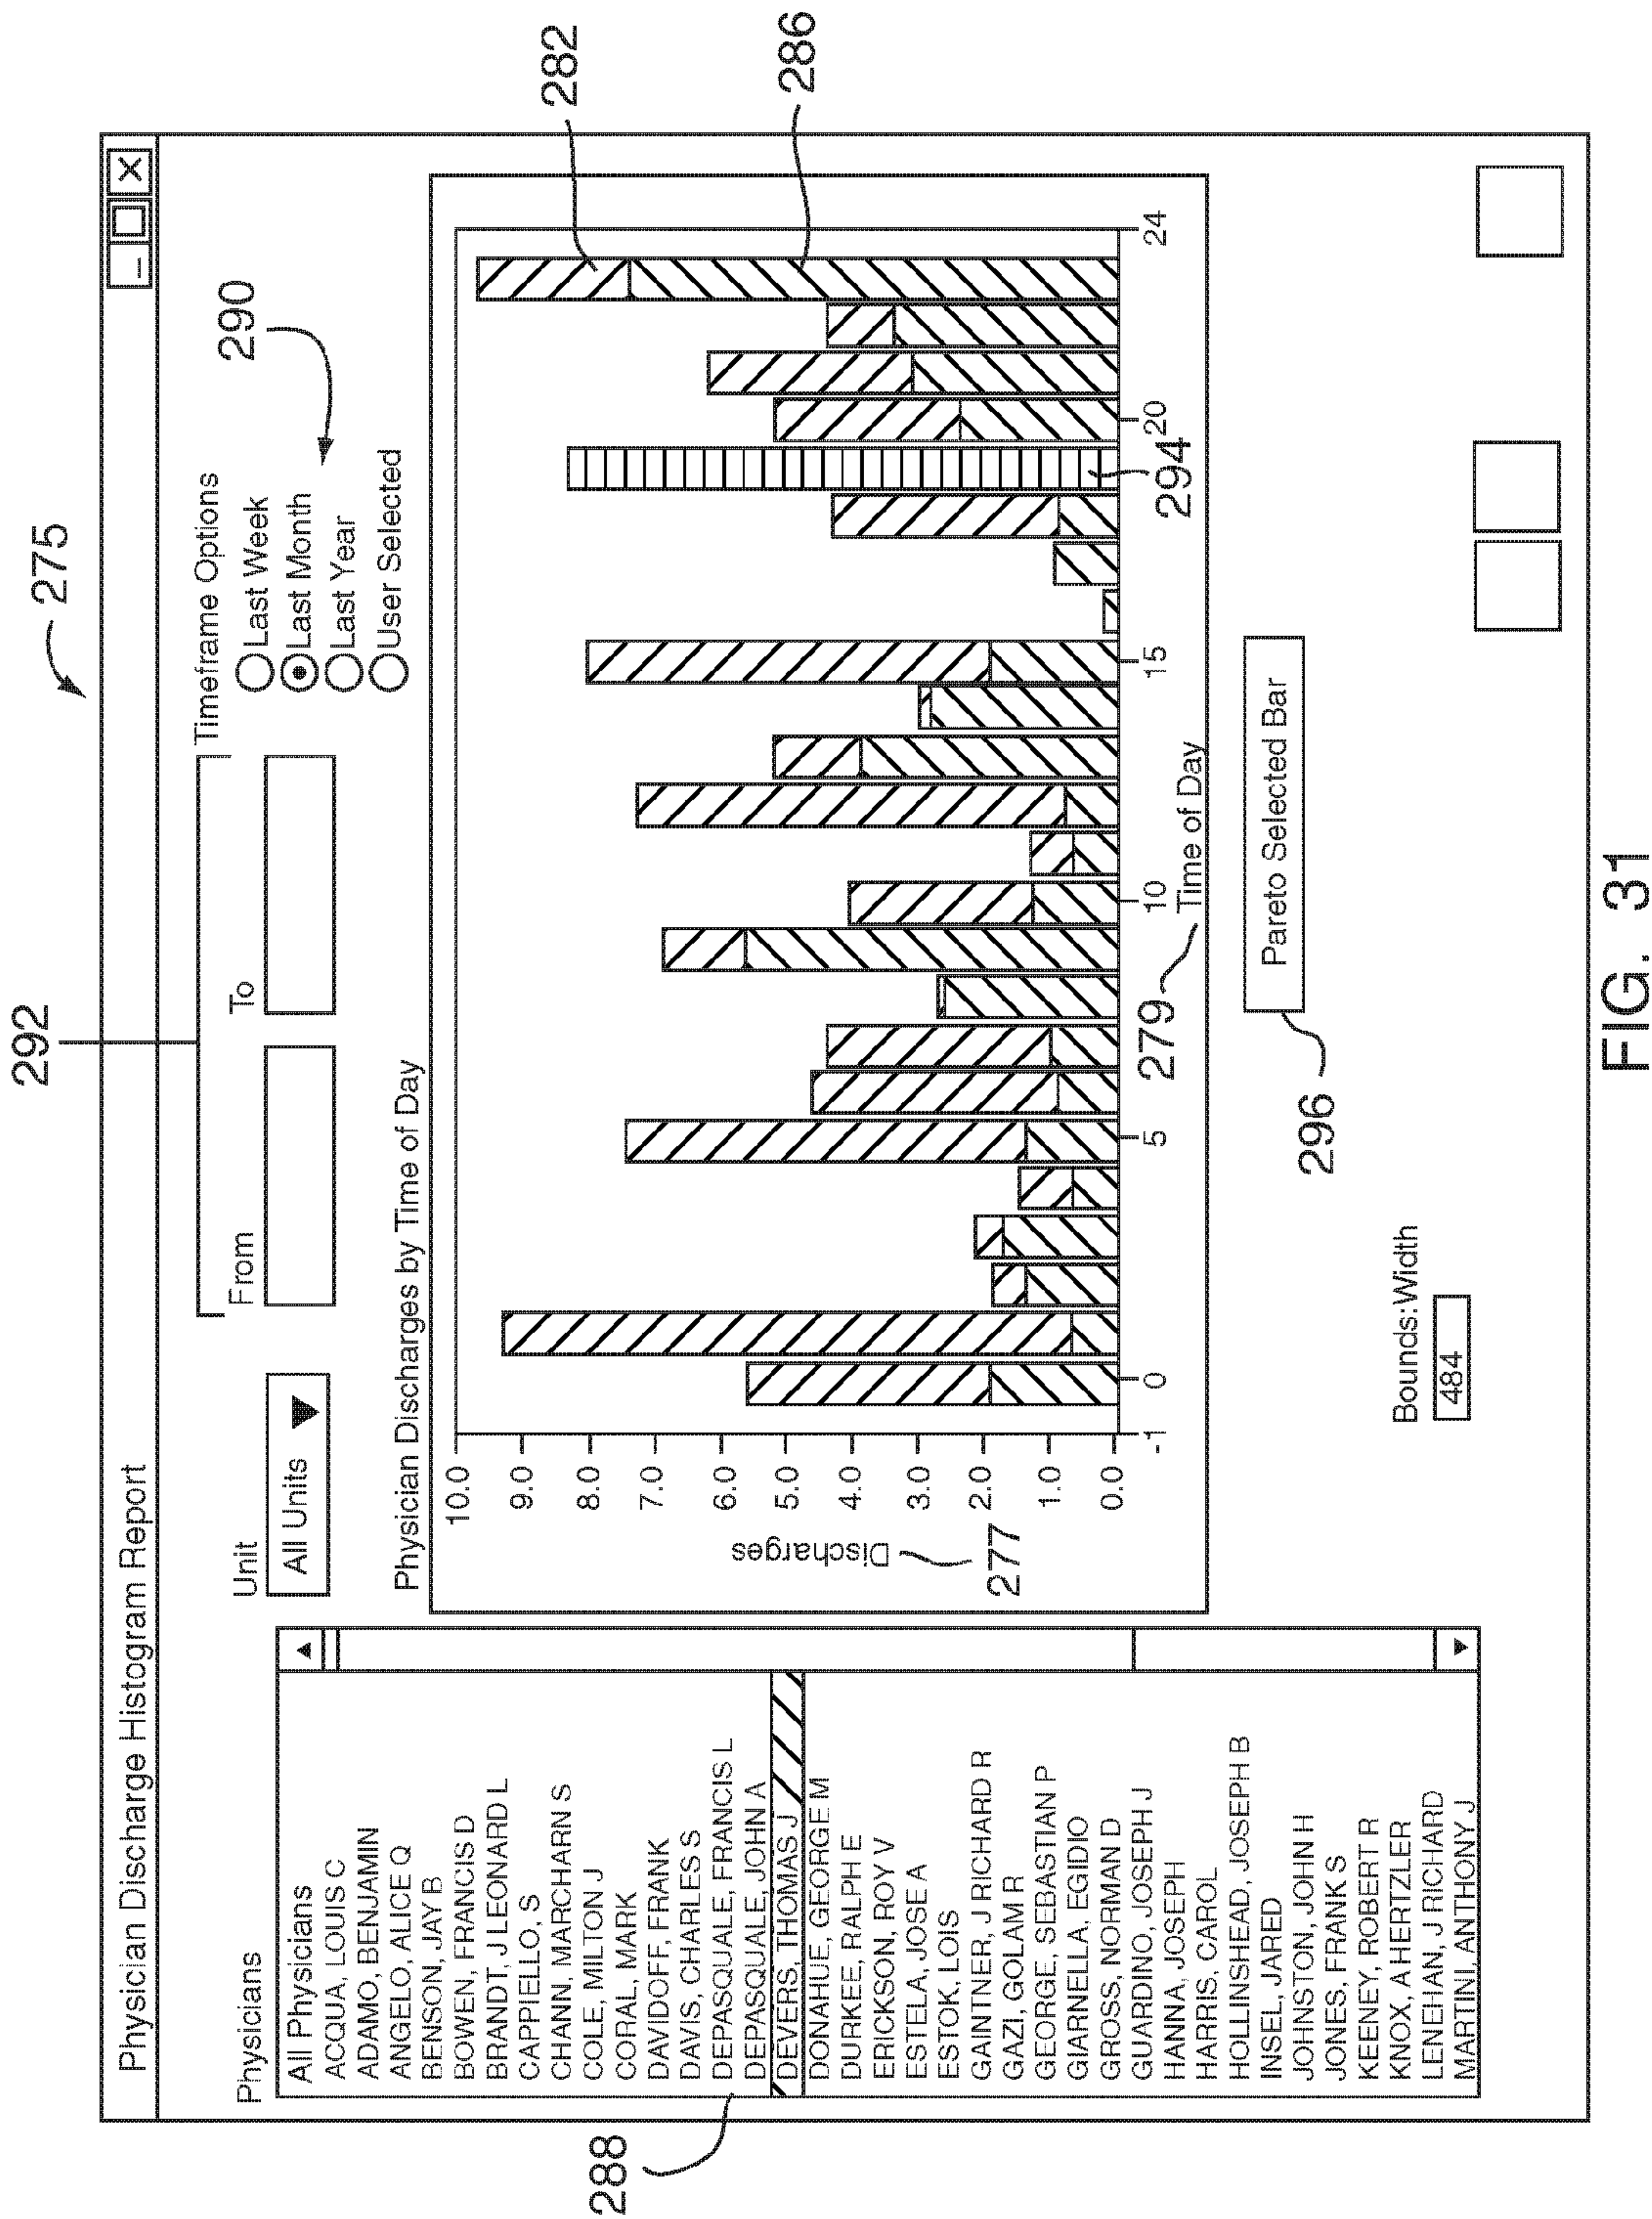 292
275
Physician Discharge Histogram Report
Physicians
All Physicians
ACQUA, LOUIS C
ADAMO, BENJAMIN
ANGELO, ALICE Q
BENSON, JAY B
BOWEN, FRANCIS D
BRANDT, J LEONARD L
CAPPIELLO, S
CHANN, MARCHARN S
COLE, MILTON J
CORAL, MARK
DAVIDOFF, FRANK
DAVIS, CHARLES S
DEPASQUALE, FRANCIS L
DEPASQUALE, JOHN A
DEVERS, THOMAS J
DONAHUE, GEORGE M
DURKEE, RALPH E
ERICKSON, ROY V
ESTELA, JOSE A
ESTOK, LOIS
GAINTNER, J RICHARD R
GAZI, GOLAM R
GEORGE, SEBASTIAN P
GIARNELLA, EGIDIO
GROSS, NORMAN D
GUARDINO, JOSEPH J
HANNA, JOSEPH
HARRIS, CAROL
HOLLINSHEAD, JOSEPH B
INSEL, JARED
JOHNSTON, JOHN H
JONES, FRANK S
KEENEY, ROBERT R
KNOX, A HERTZLER
LENEHAN, J RICHARD
MARTINI, ANTHONY J
288
Unit
All Units
From
To
Timeframe Options
Last Week
Last Month
Last Year
User Selected
290
Physician Discharges by Time of Day
10.0
9.0
8.0
7.0
6.0
5.0
4.0
3.0
2.0
1.0
0.0
Discharges
277
-1
0
5
10
15
20
24
279
Time of Day
294
282
286
Pareto Selected Bar
296
Bounds:Width
484
FIG. 31